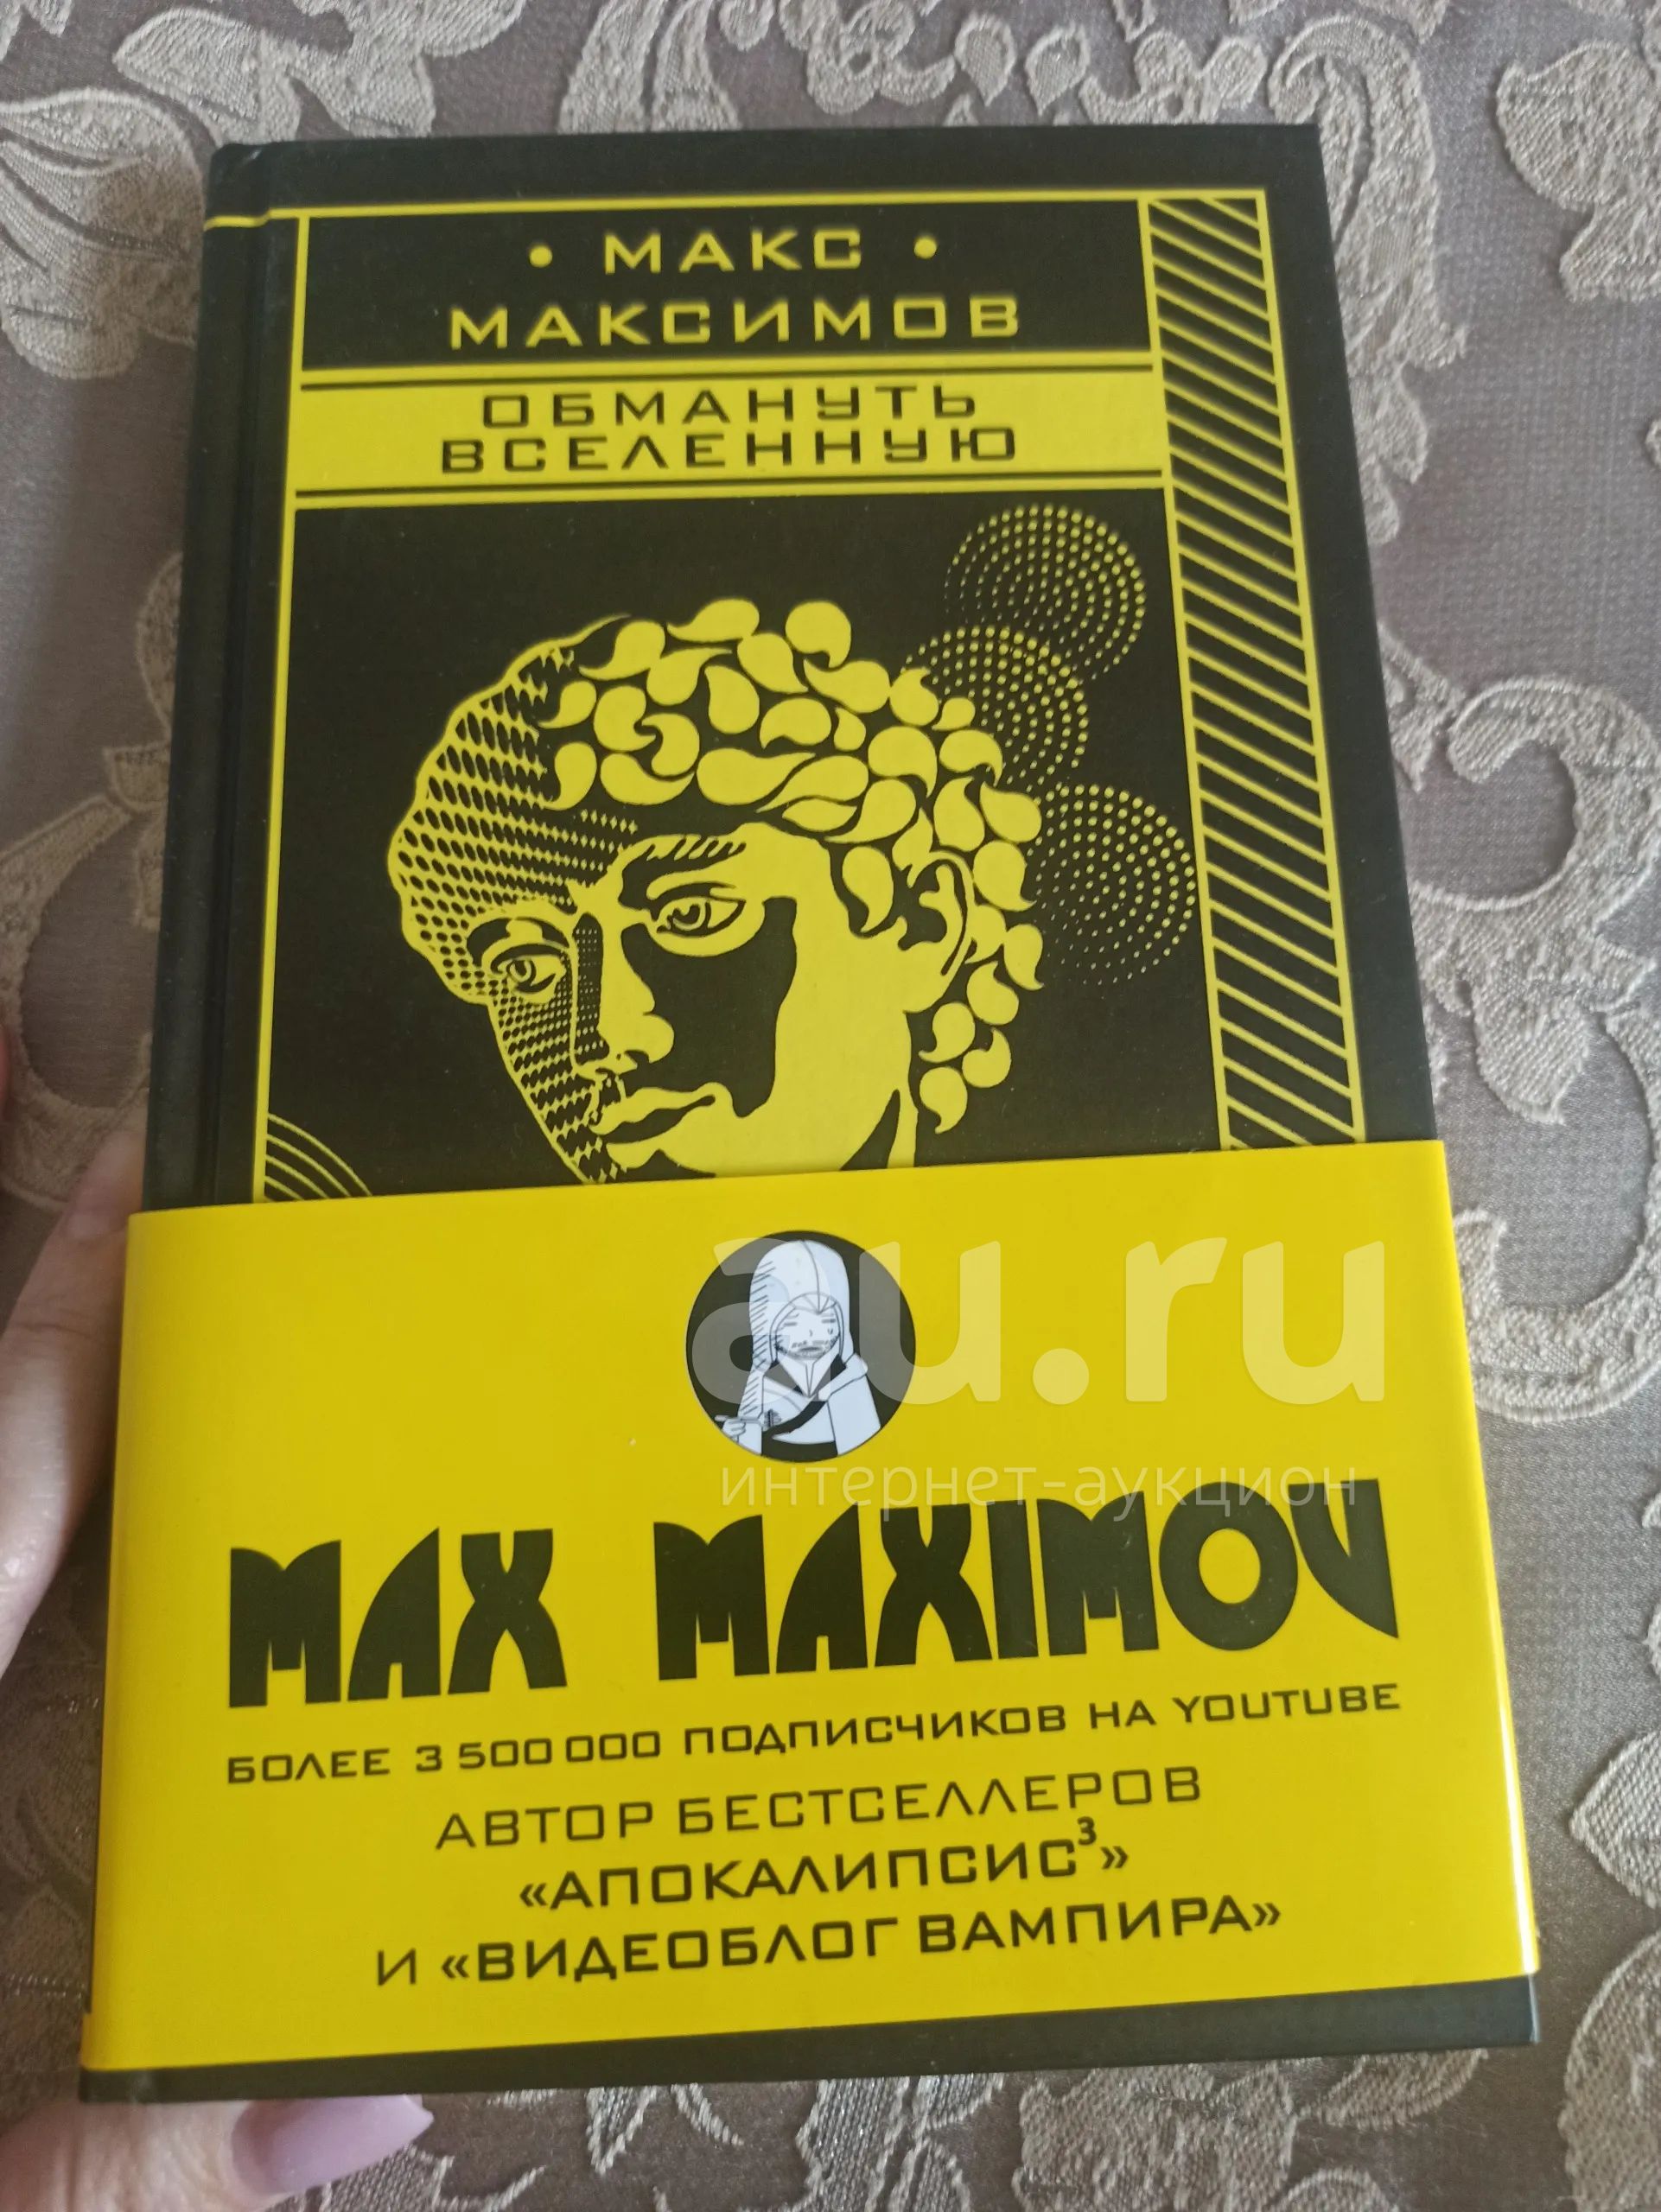 • МАКС •
МАКСИМОВ
ОБМАНУТЬ
ВСЕЛЕННУЮ
au.ru
интернет-аукцион
MAX MAXIMOV
БОЛЕЕ 3 500 000 ПОДПИСЧИКОВ НА YOUTUBE
АВТОР БЕСТСЕЛЛЕРОВ
«АПОКАЛИПСИС³»
И «ВИДЕОБЛОГ ВАМПИРА»